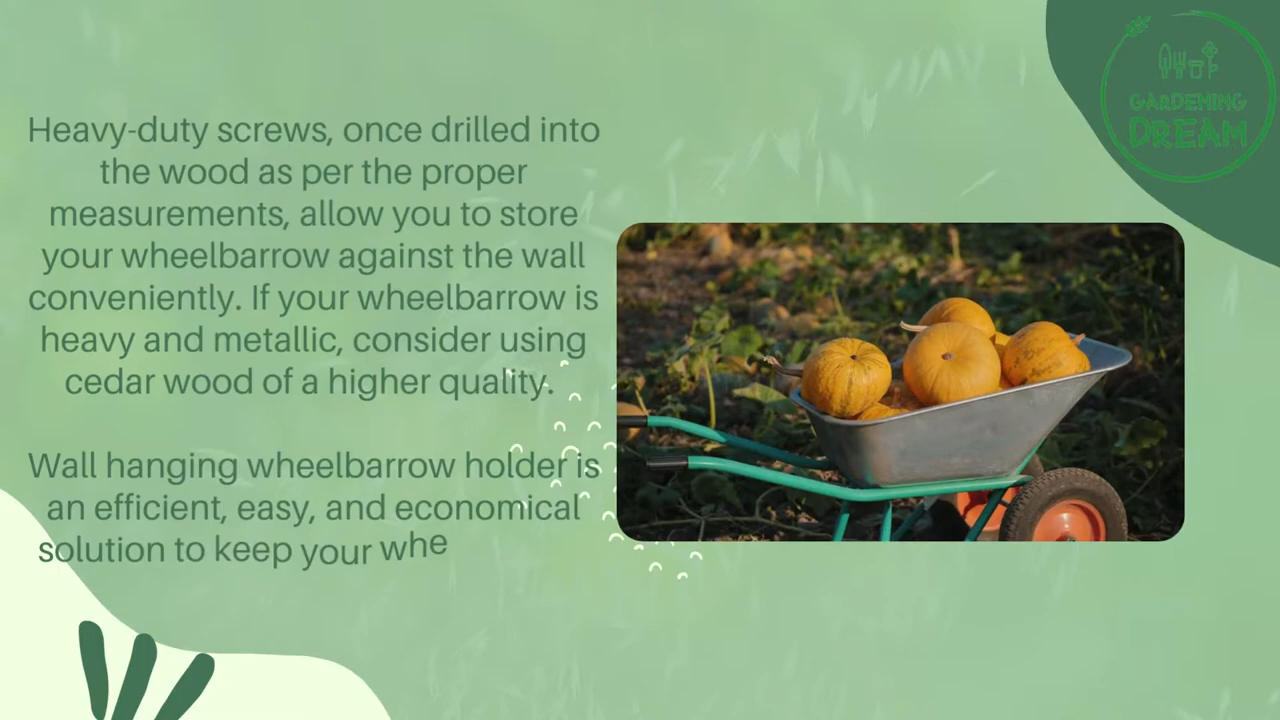 Heavy-duty screws, once drilled into
the wood as per the proper
measurements, allow you to store
your wheelbarrow against the wall
conveniently. If your wheelbarrow is
heavy and metallic, consider using
cedar wood of a higher quality.
Wall hanging wheelbarrow holder is
an efficient, easy, and economical
solution to keep your whe
GARDENING
DREAM